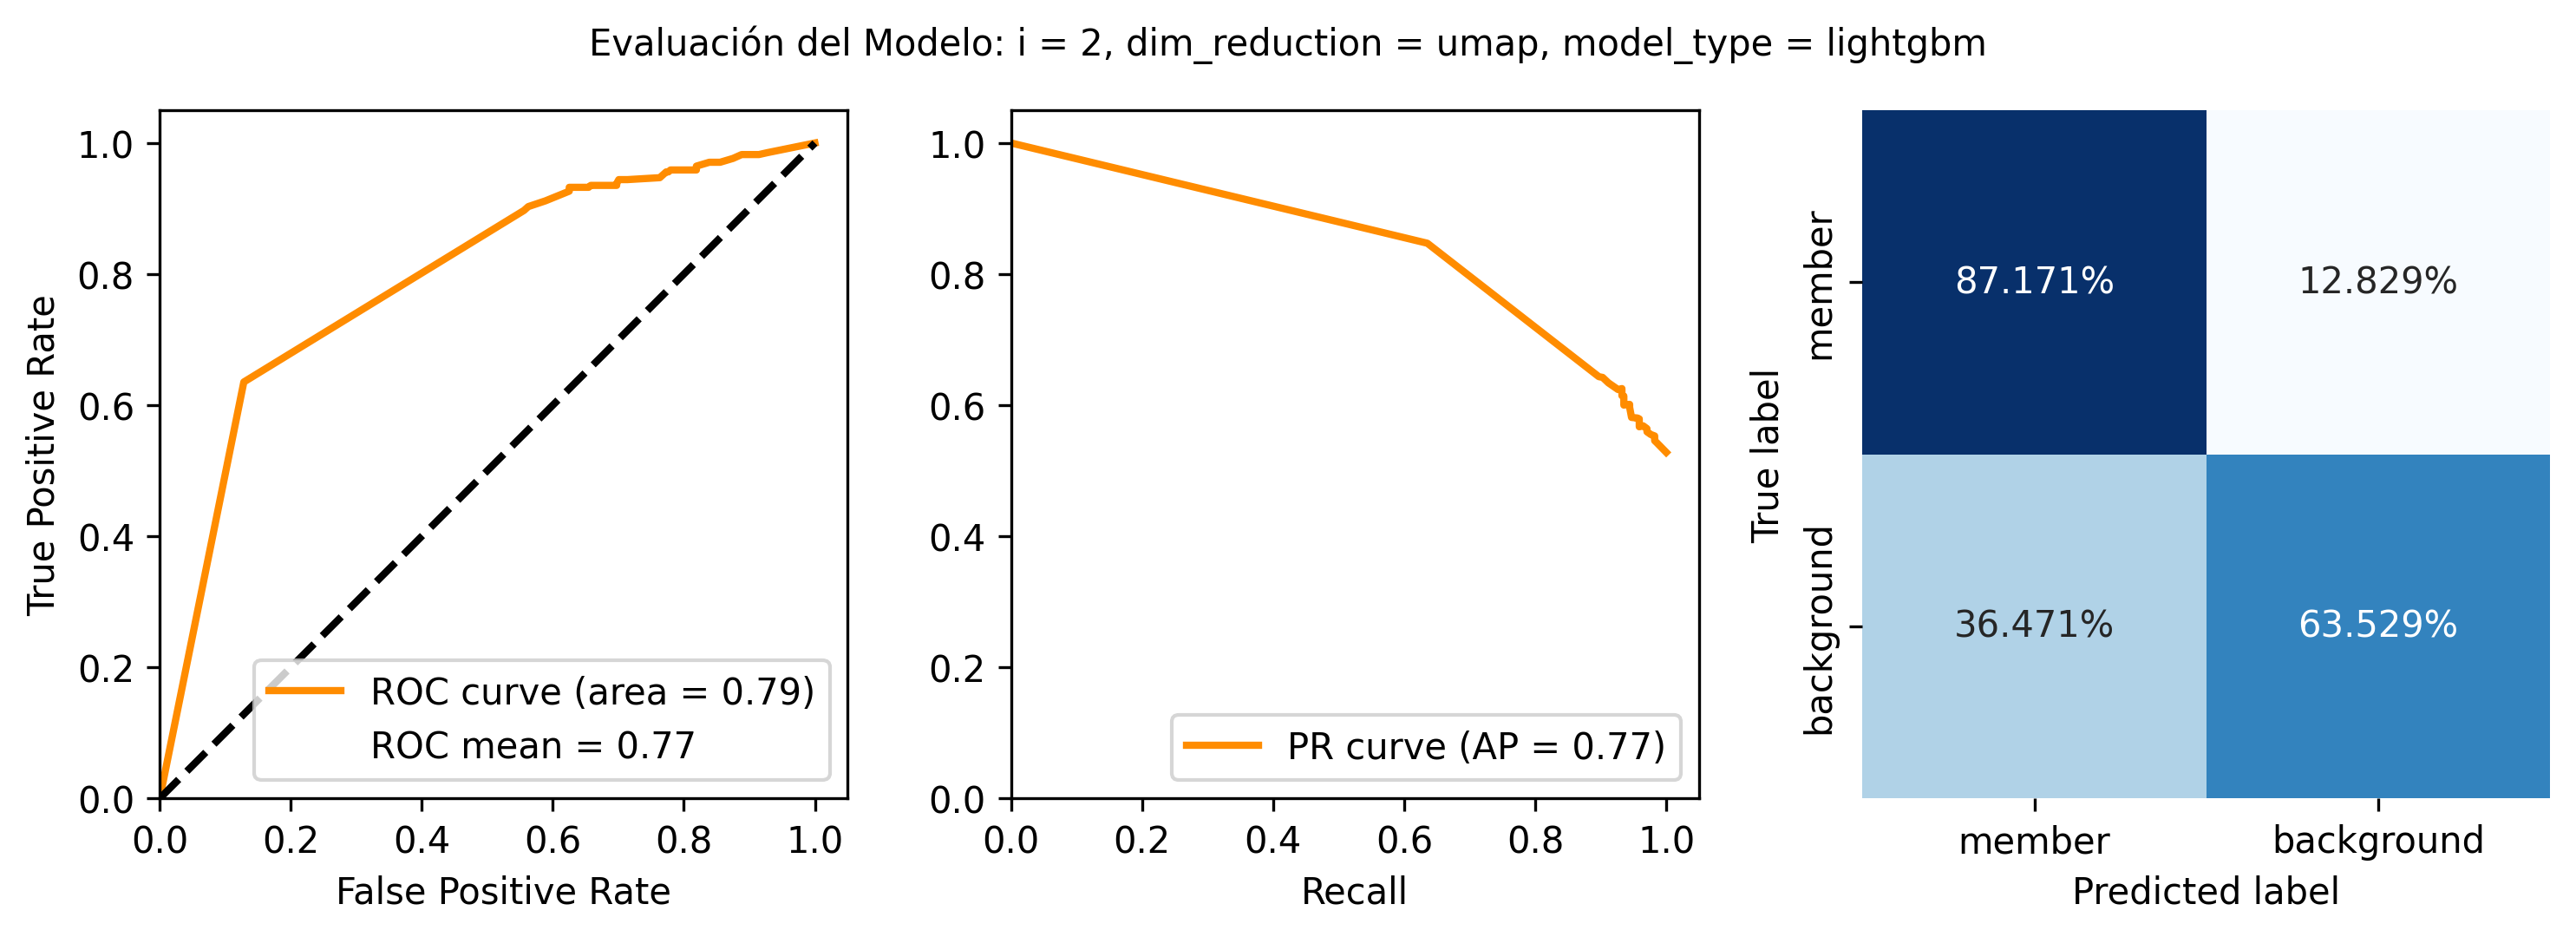 Evaluación del Modelo: i = 2, dim_reduction = umap, model_type = lightgbm
True Positive Rate
1.0
0.8
0.6
0.4
0.2
0.0
ROC curve (area = 0.79)
ROC mean = 0.77
0.0 0.2 0.4 0.6 0.8 1.0
False Positive Rate
1.0
0.8
0.6
0.4
0.2
0.0
PR curve (AP = 0.77)
0.0 0.2 0.4 0.6 0.8 1.0
Recall
True label
member
background
87.171% 12.829%
36.471% 63.529%
member background
Predicted label